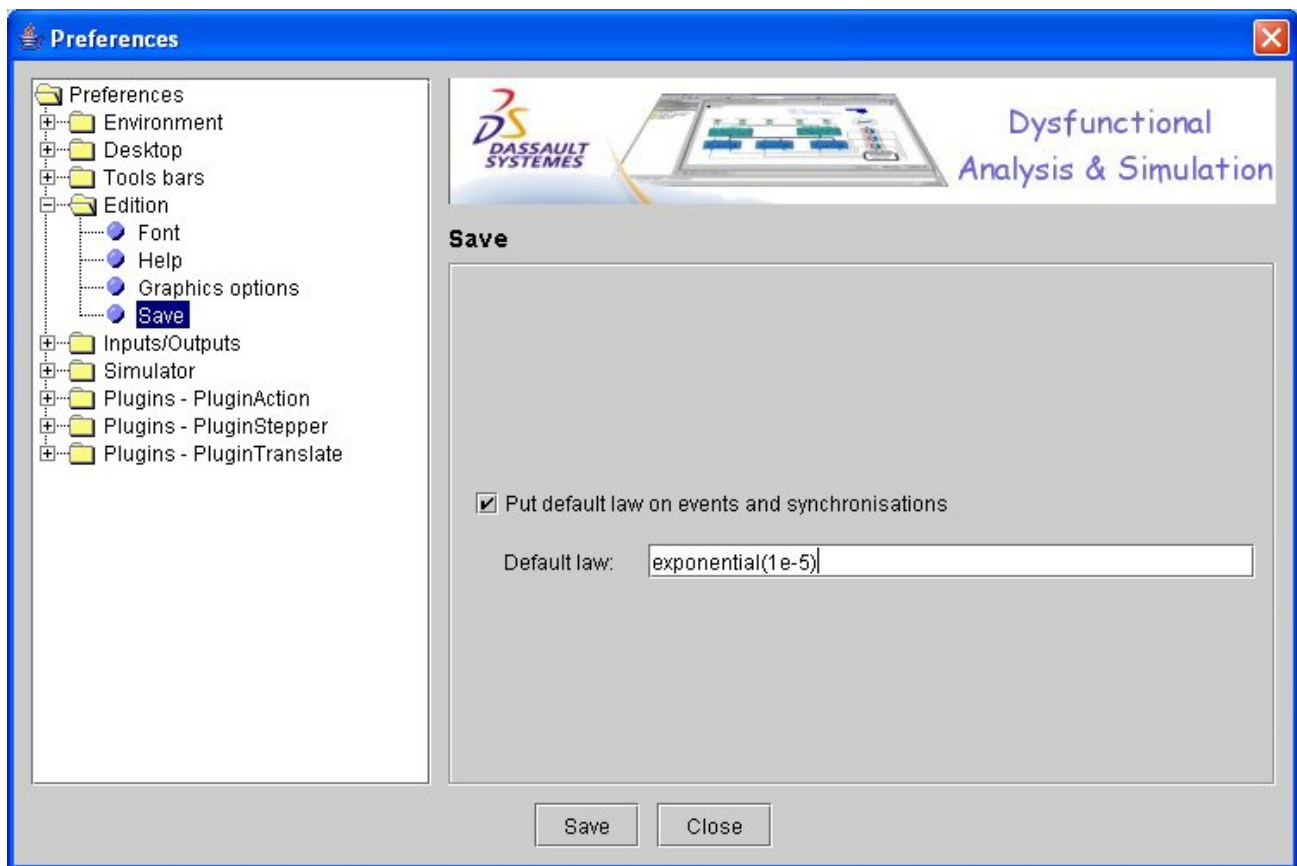 Preferences
Preferences
Environment
Desktop
Tools bars
Edition
Font
Help
Graphics options
Save
Inputs/Outputs
Simulator
Plugins - PluginAction
Plugins - PluginStepper
Plugins - PluginTranslate
DASSAULT
SYSTEMES
Dysfunctional
Analysis & Simulation
Save
Put default law on events and synchronisations
Default law: exponential(1e-5)
Save Close